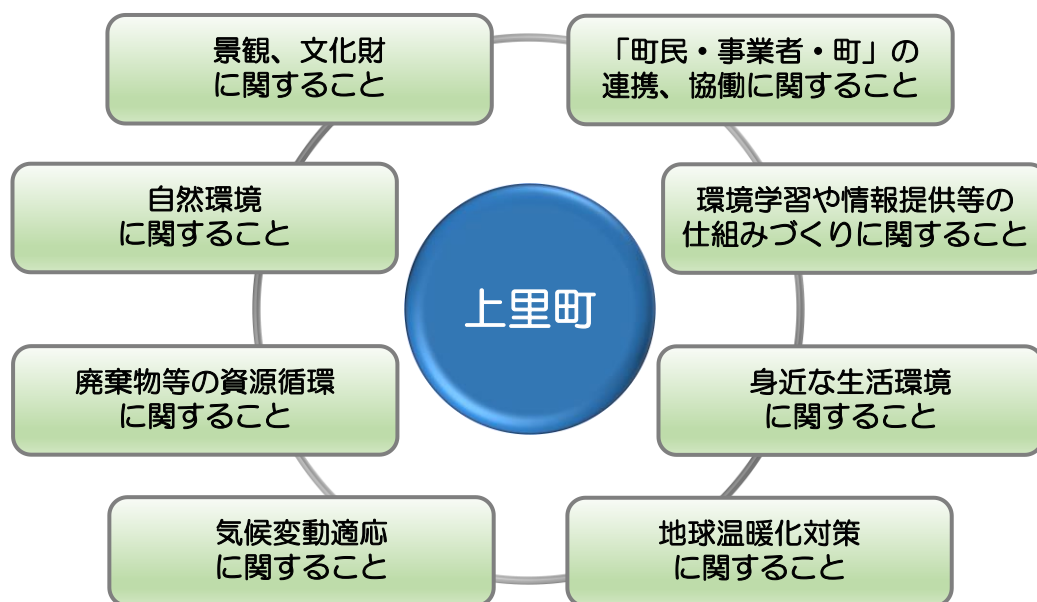 景観、文化財
に関すること
「町民・事業者・町」の
連携、協働に関すること
自然環境
に関すること
環境学習や情報提供等の
仕組みづくりに関すること
上里町
廃棄物等の資源循環
に関すること
身近な生活環境
に関すること
気候変動適応
に関すること
地球温暖化対策
に関すること